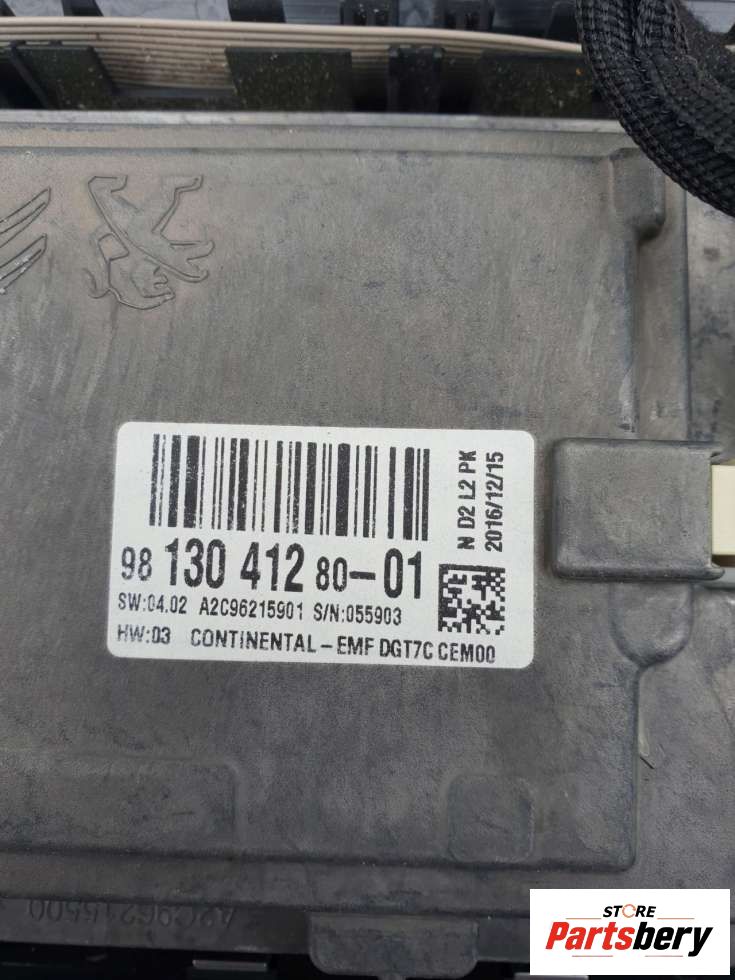 N D2 L2 PK
2016/12/15
98 130 412 80-01
SW:04.02 A2C96215901 S/N:055903
HW:03 CONTINENTAL-EMF DGT7C CEM00
A2C96215500
STORE
Partsbery